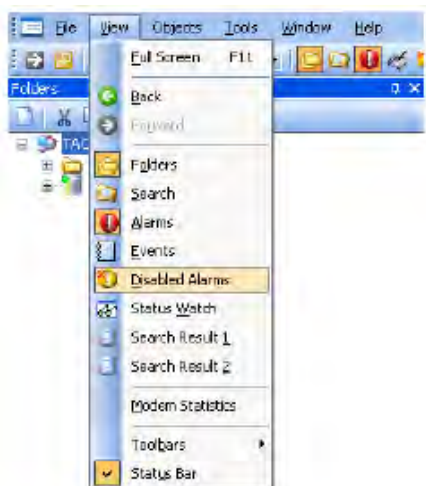 File View Objects Tools Window Help
Full Screen F11
Folders
Back
Forward
TAC
Folders
Search
Alarms
Events
Disabled Alarms
Status Watch
Search Result 1
Search Result 2
Modem Statistics
Toolbars
Status Bar